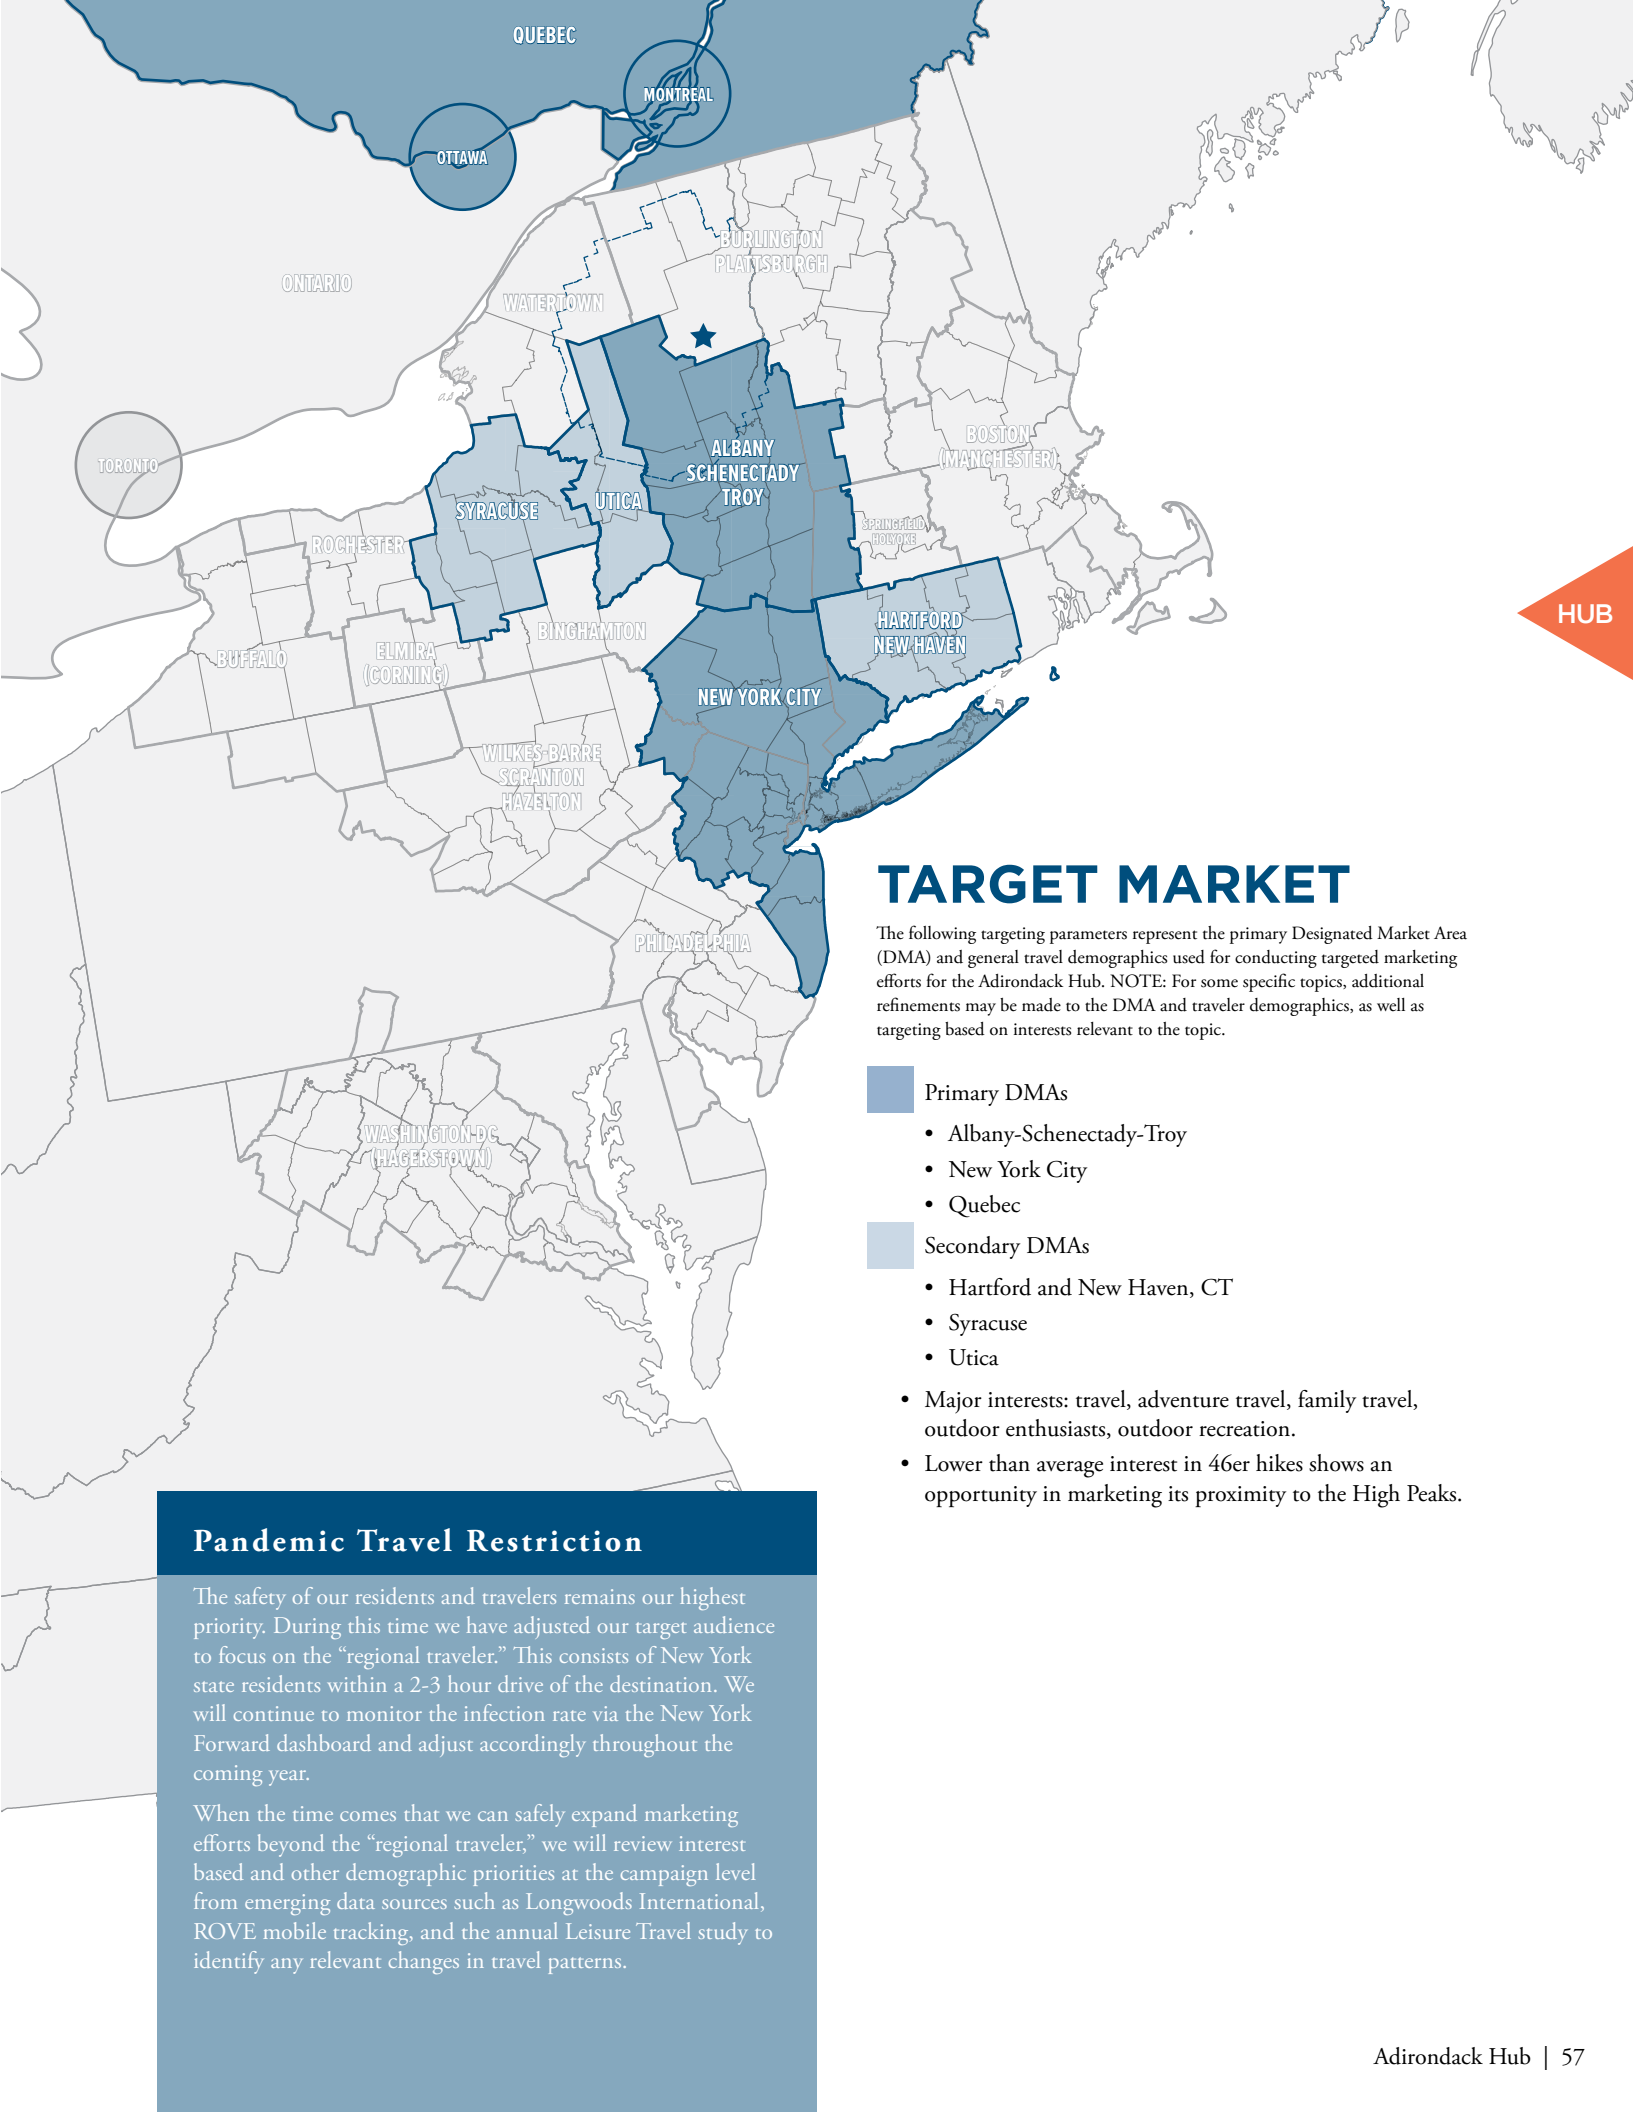 QUEBEC
MONTREAL
OTTAWA
BURLINGTON
PLATTSBURGH
ONTARIO
WATERTOWN
TORONTO
ALBANY
SCHENECTADY
TROY
BOSTON
(MANCHESTER)
SYRACUSE
UTICA
SPRINGFIELD
HOLYOKE
ROCHESTER
HUB
HARTFORD
NEW HAVEN
BINGHAMTON
BUFFALO
ELMIRA
(CORNING)
NEW YORK CITY
WILKES-BARRE
SCRANTON
HAZELTON
PHILADELPHIA
WASHINGTON DC
(HAGERSTOWN)
TARGET MARKET
The following targeting parameters represent the primary Designated Market Area
(DMA) and general travel demographics used for conducting targeted marketing
efforts for the Adirondack Hub. NOTE: For some specific topics, additional
refinements may be made to the DMA and traveler demographics, as well as
targeting based on interests relevant to the topic.
Primary DMAs
• Albany-Schenectady-Troy
• New York City
• Quebec
Secondary DMAs
• Hartford and New Haven, CT
• Syracuse
• Utica
• Major interests: travel, adventure travel, family travel,
outdoor enthusiasts, outdoor recreation.
• Lower than average interest in 46er hikes shows an
opportunity in marketing its proximity to the High Peaks.
Pandemic Travel Restriction
The safety of our residents and travelers remains our highest
priority. During this time we have adjusted our target audience
to focus on the “regional traveler.” This consists of New York
state residents within a 2-3 hour drive of the destination. We
will continue to monitor the infection rate via the New York
Forward dashboard and adjust accordingly throughout the
coming year.
When the time comes that we can safely expand marketing
efforts beyond the “regional traveler,” we will review interest
based and other demographic priorities at the campaign level
from emerging data sources such as Longwoods International,
ROVE mobile tracking, and the annual Leisure Travel study to
identify any relevant changes in travel patterns.
Adirondack Hub | 57